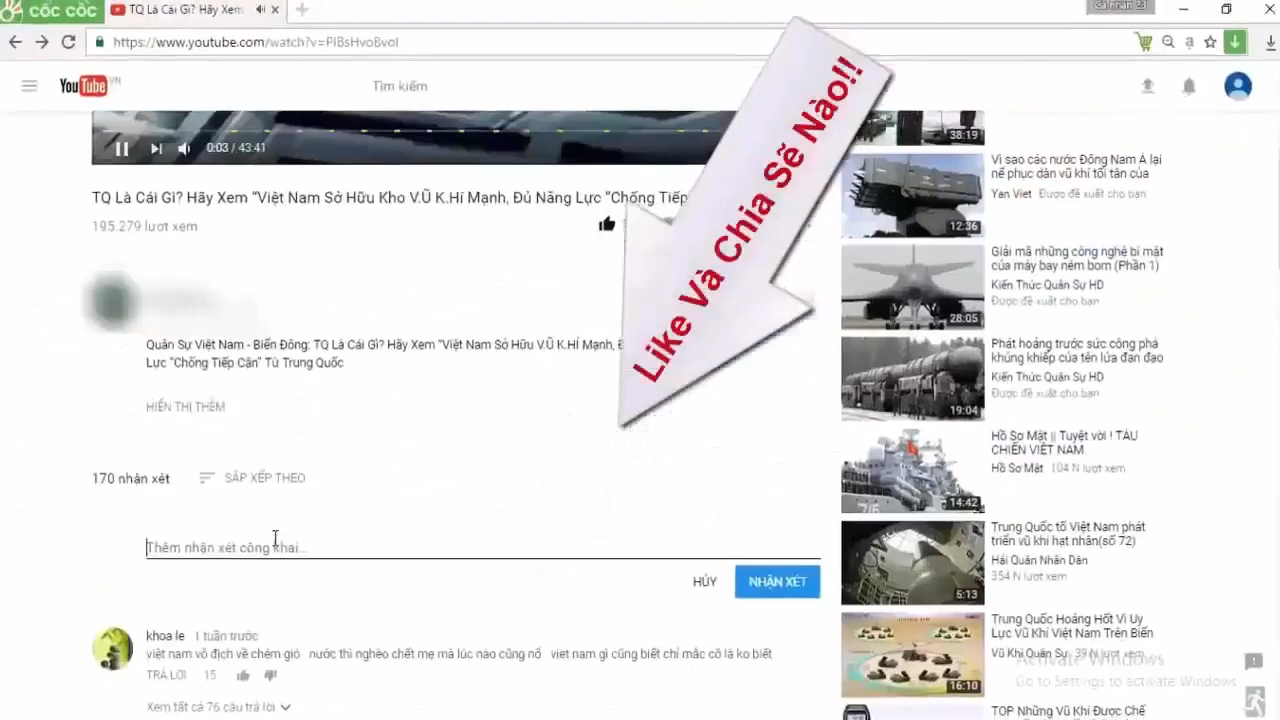 cốc cốc
TQ Là Cái Gì? Hãy Xem
Gaffnan 23
https://www.youtube.com/watch?v=PlBsHvoBvoI
YouTube VN
Tìm kiếm
Like Và Chia Sẽ Nào!!
0:03 / 43:41
TQ Là Cái Gì? Hãy Xem "Việt Nam Sở Hữu Kho V.Ũ K.Hí Mạnh, Đủ Năng Lực "Chống Tiếp
195.279 lượt xem
Quân Sự Việt Nam - Biển Đông: TQ Là Cái Gì? Hãy Xem "Việt Nam Sở Hữu Kho V.Ũ K.HÍ Mạnh, Đ
Lực "Chống Tiếp Cận" Từ Trung Quốc
HIỂN THỊ THÊM
170 nhận xét
SẮP XẾP THEO
Thêm nhận xét công khai...
HỦY
NHẬN XÉT
khoa le 1 tuần trước
việt nam vô địch về chém gió nước thì nghèo chết mẹ mà lúc nào cũng nổ viet nam gì cũng biết chỉ mắc cỡ là ko biết
TRẢ LỜI 15
Xem tất cả 76 câu trả lời
38:19
Vì sao các nước Đông Nam Á lại
nể phục dàn vũ khí tối tân của
Yan Viet Được đề xuất cho bạn
12:36
Giải mã những công nghệ bí mật
của máy bay ném bom (Phần 1)
Kiến Thức Quân Sự HD
Được đề xuất cho bạn
28:05
Phát hoảng trước sức công phá
khủng khiếp của tên lửa đạn đạo
Kiến Thức Quân Sự HD
Được đề xuất cho bạn
19:04
Hồ Sơ Mật || Tuyệt vời ! TÀU
CHIẾN VIỆT NAM.
Hồ Sơ Mật 104 N lượt xem
14:42
Trung Quốc tố Việt Nam phát
triển vũ khí hạt nhân(số 72)
Hải Quân Nhân Dân
354 N lượt xem
5:13
Trung Quốc Hoảng Hốt Vì Uy
Lực Vũ Khí Việt Nam Trên Biển
Vũ Khí Quân Sự 39 N lượt xem
16:10
Activate Windows
Go to Settings to activate Windows.
TOP Những Vũ Khí Được Chế